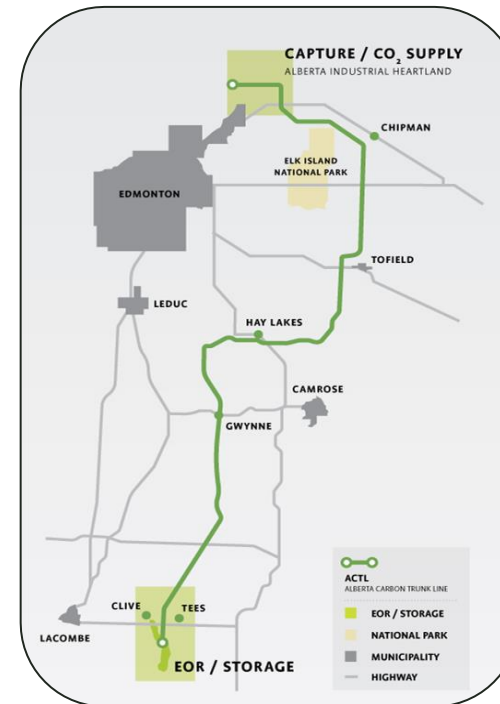 CAPTURE / CO₂ SUPPLY
ALBERTA INDUSTRIAL HEARTLAND
CHIPMAN
ELK ISLAND
NATIONAL PARK
EDMONTON
TOFIELD
LEDUC
HAY LAKES
CAMROSE
GWYNNE
CLIVE
TEES
LACOMBE
EOR / STORAGE
ACTL
ALBERTA CARBON TRUNK LINE
EOR / STORAGE
NATIONAL PARK
MUNICIPALITY
HIGHWAY